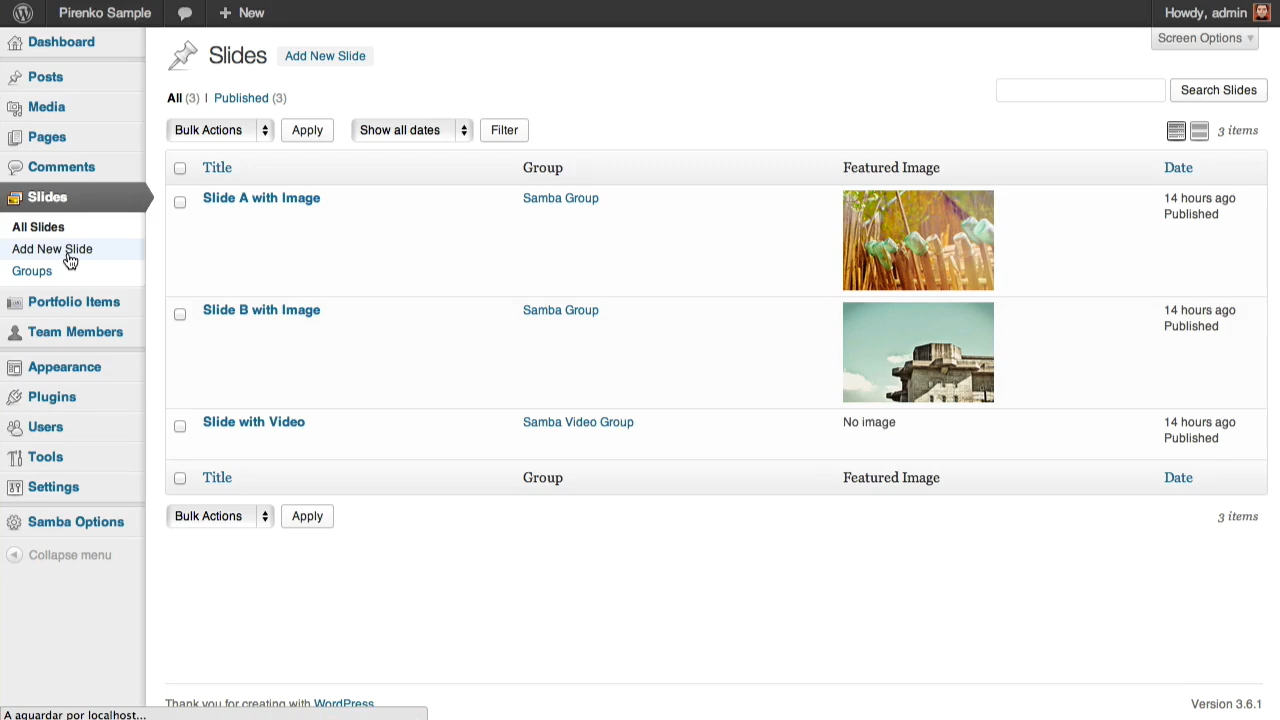 Pirenko Sample
New
Howdy, admin
Dashboard
Posts
Media
Pages
Comments
Slides
All Slides
Add New Slide
Groups
Portfolio Items
Team Members
Appearance
Plugins
Users
Tools
Settings
Samba Options
Collapse menu
Screen Options
Slides
Add New Slide
All (3) | Published (3)
Search Slides
Bulk Actions
Apply
Show all dates
Filter
3 items
Title Group Featured Image Date
Slide A with Image Samba Group 14 hours ago
Published
Slide B with Image Samba Group 14 hours ago
Published
Slide with Video Samba Video Group No image 14 hours ago
Published
Title Group Featured Image Date
Bulk Actions
Apply
3 items
Thank you for creating with WordPress
Version 3.6.1
A aguardar por localhost...